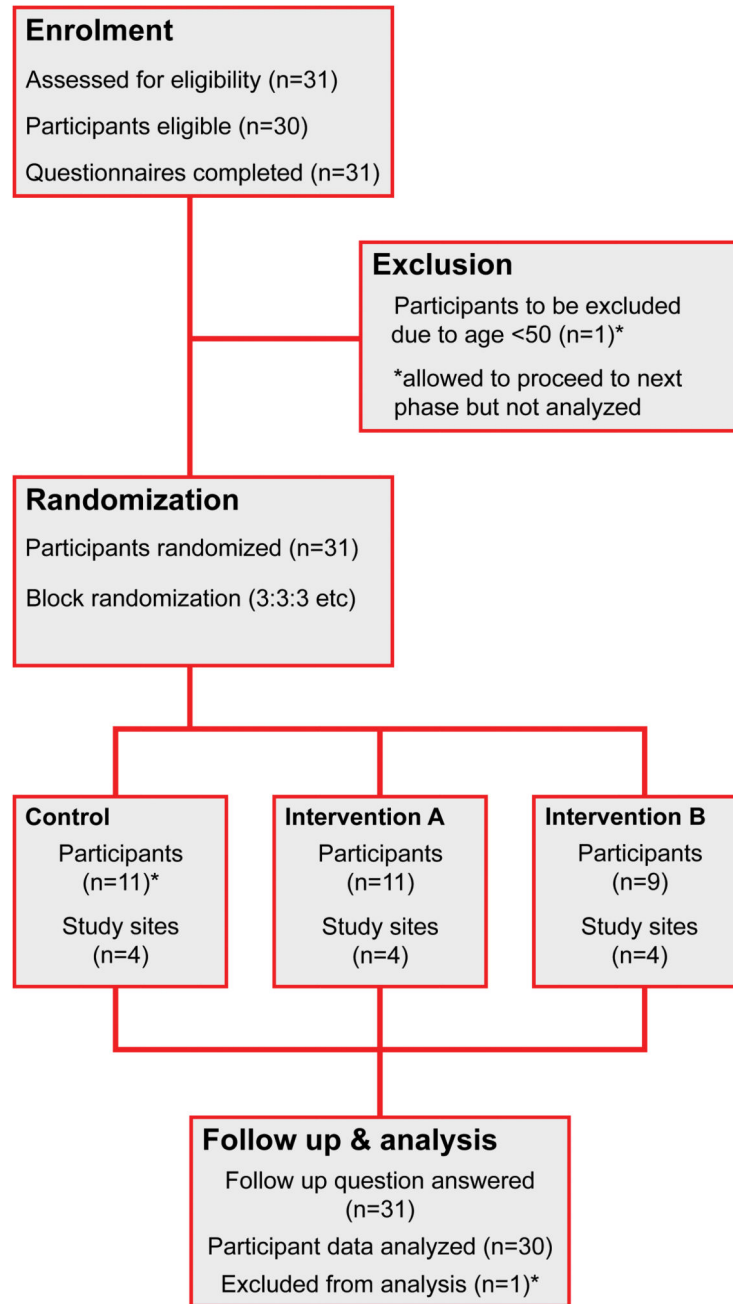 Enrolment
Assessed for eligibility (n=31)
Participants eligible (n=30)
Questionnaires completed (n=31)
Exclusion
Participants to be excluded
due to age <50 (n=1)*
*allowed to proceed to next
phase but not analyzed
Randomization
Participants randomized (n=31)
Block randomization (3:3:3 etc)
Control
Participants
(n=11)*
Study sites
(n=4)
Intervention A
Participants
(n=11)
Study sites
(n=4)
Intervention B
Participants
(n=9)
Study sites
(n=4)
Follow up & analysis
Follow up question answered
(n=31)
Participant data analyzed (n=30)
Excluded from analysis (n=1)*